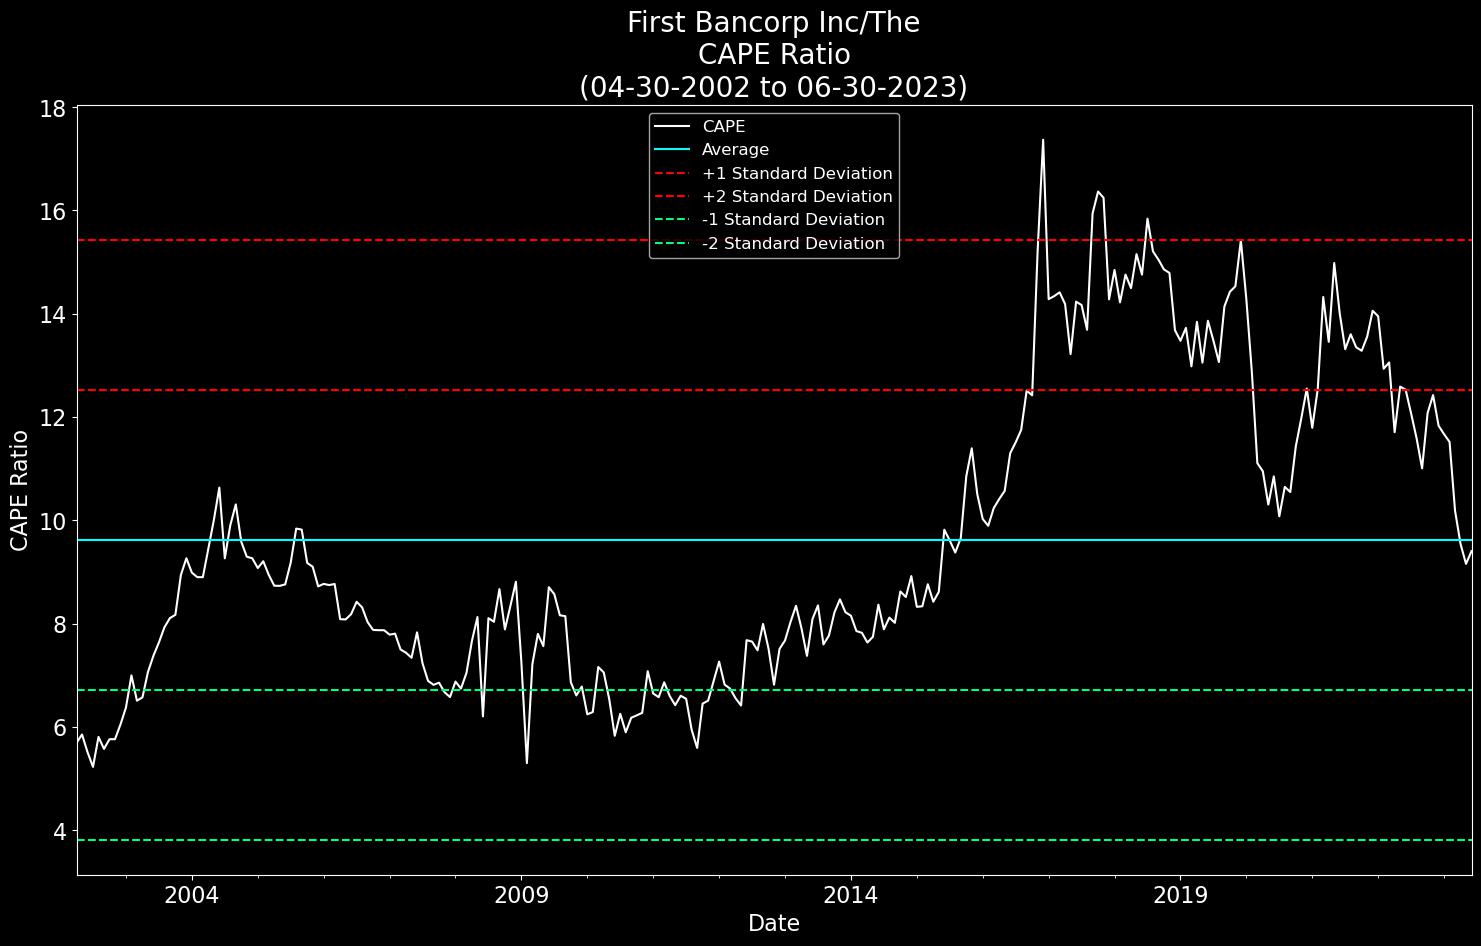 First Bancorp Inc/The
CAPE Ratio
(04-30-2002 to 06-30-2023)
CAPE
Average
+1 Standard Deviation
+2 Standard Deviation
-1 Standard Deviation
-2 Standard Deviation
CAPE Ratio
18
16
14
12
10
8
6
4
2004
2009
2014
2019
Date